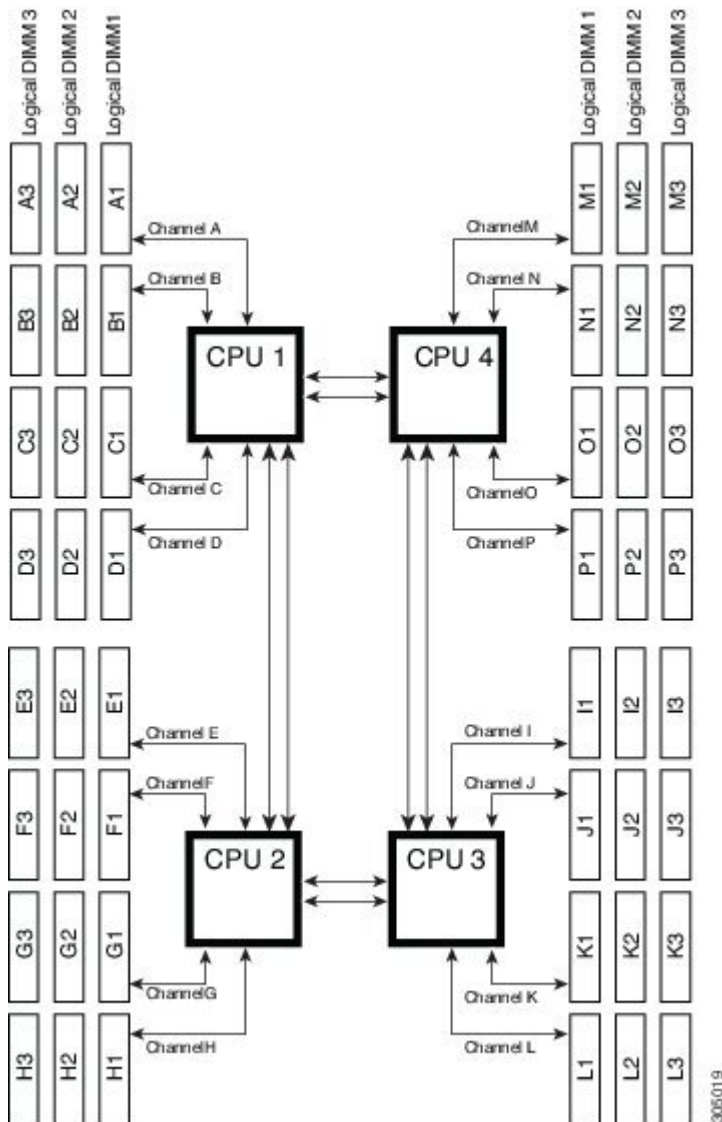 Logical DIMM 3
Logical DIMM 2
Logical DIMM1
Logical DIMM 1
Logical DIMM 2
Logical DIMM 3
A3
A2
A1
Channel A
ChannelM
M1
M2
M3
B3
B2
B1
Channel B
Channel N
N1
N2
N3
CPU 1
CPU 4
C3
C2
C1
Channel C
ChannelO
O1
O2
O3
D3
D2
D1
Channel D
ChannelP
P1
P2
P3
E3
E2
E1
Channel E
Channel I
I1
I2
I3
F3
F2
F1
ChannelF
Channel J
J1
J2
J3
CPU 2
CPU 3
G3
G2
G1
ChannelG
Channel K
K1
K2
K3
H3
H2
H1
ChannelH
Channel L
L1
L2
L3
305019